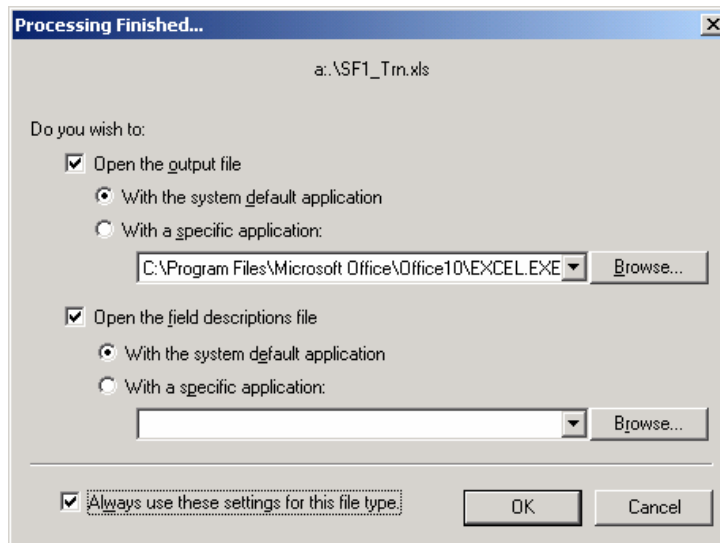 Processing Finished...
a:.\SF1_Trn.xls
Do you wish to:
Open the output file
With the system default application
With a specific application:
C:\Program Files\Microsoft Office\Office10\EXCEL.EXE Browse...
Open the field descriptions file
With the system default application
With a specific application:
Browse...
Always use these settings for this file type. OK Cancel